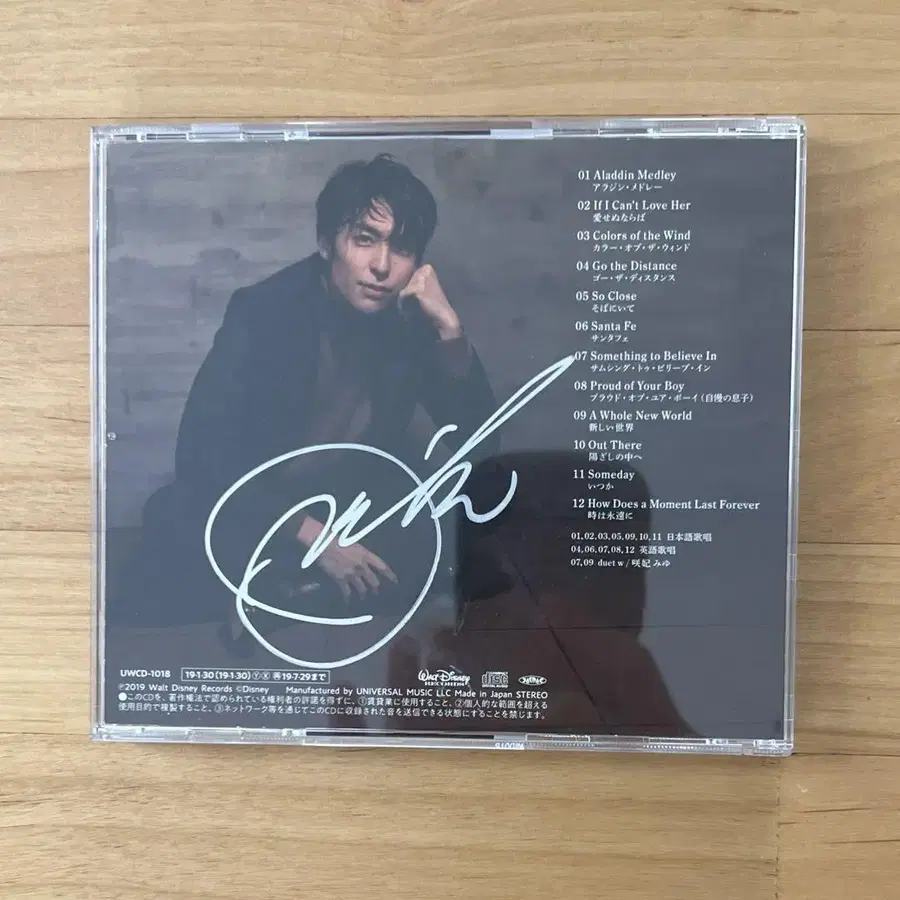 01 Aladdin Medley
アラジン・メドレー
02 If I Can't Love Her
愛せぬならば
03 Colors of the Wind
カラー・オブ・ザ・ウィンド
04 Go the Distance
ゴー・ザ・ディスタンス
05 So Close
そばにいて
06 Santa Fe
サンタフェ
07 Something to Believe In
サムシング・トゥ・ビリーブ・イン
08 Proud of Your Boy
プラウド・オブ・ユア・ボーイ(自慢の息子)
09 A Whole New World
新しい世界
10 Out There
陽ざしの中へ
11 Someday
いつか
12 How Does a Moment Last Forever
時は永遠に
01,02,03,05,09,10,11 日本語歌唱
04,06,07,08,12 英語歌唱
07,09 duet w/咲妃みゆ
UWCD-1018 19・1・30(19・1・30) Ⓨ Ⓧ 再 19・7・29まで
WALT DISNEY RECORDS
℗2019 Walt Disney Records ©Disney Manufactured by UNIVERSAL MUSIC LLC Made in Japan STEREO
●このCDを、著作権法で認められている権利者の許諾を得ずに、①賃貸業に使用すること、②個人的な範囲を超える
使用目的で複製すること、③ネットワーク等を通じてこのCDに収録された音を送信できる状態にすることを禁じます。